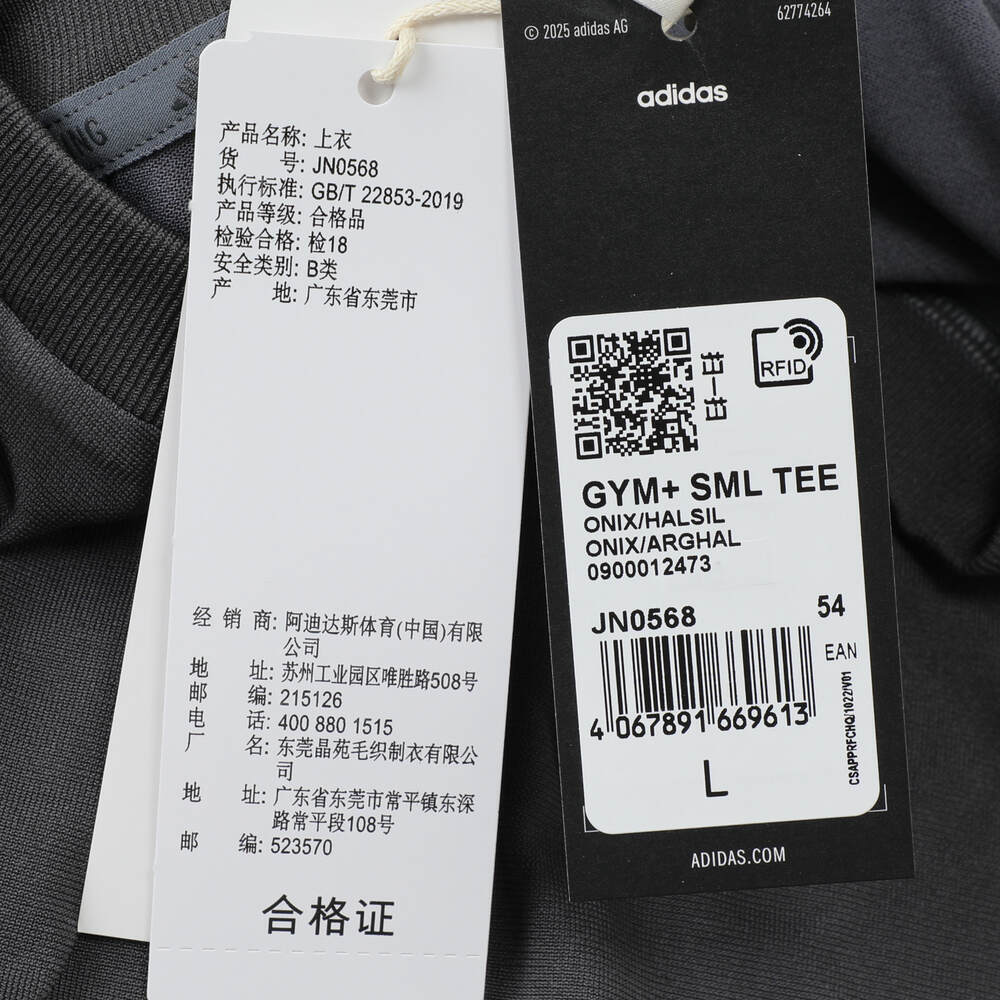 ING
产品名称: 上衣
货 号: JN0568
执行标准: GB/T 22853-2019
产品等级: 合格品
检验合格: 检18
安全类别: B类
产 地: 广东省东莞市
经 销 商: 阿迪达斯体育(中国)有限
公司
地 址: 苏州工业园区唯胜路508号
邮 编: 215126
电 话: 400 880 1515
厂 名: 东莞晶苑毛织制衣有限公
司
地 址: 广东省东莞市常平镇东深
路常平段108号
邮 编: 523570
合格证
© 2025 adidas AG
62774264
adidas
扫一扫
RFID
GYM+ SML TEE
ONIX/HALSIL
ONIX/ARGHAL
0900012473
JN0568
54
EAN
4 067891 669613
CSAPPRFCHQ/1022/V01
L
ADIDAS.COM